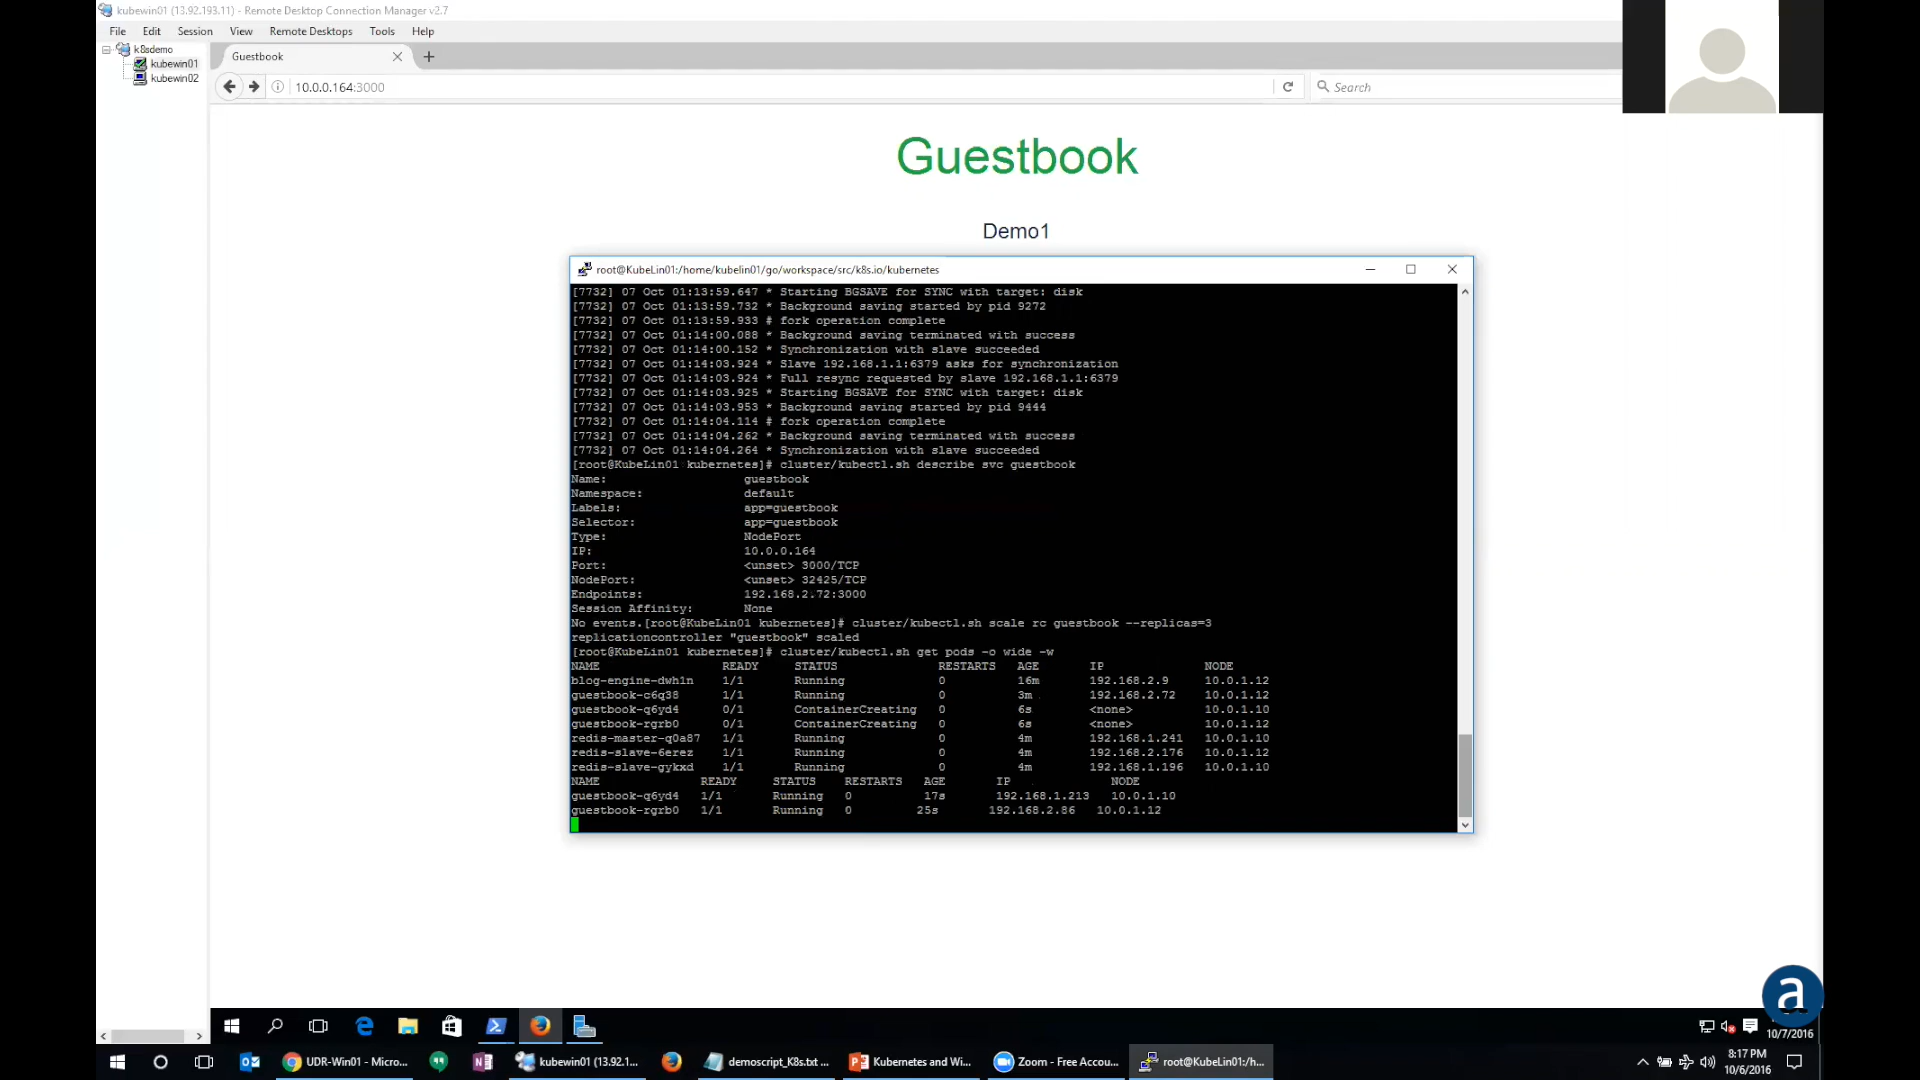 kubewin01 (13.92.193.11) - Remote Desktop Connection Manager v2.7
File Edit Session View Remote Desktops Tools Help
k8sdemo
kubewin01
kubewin02
Guestbook
10.0.0.164:3000
Search
Guestbook
Demo1
root@KubeLin01:/home/kubelin01/go/workspace/src/k8s.io/kubernetes
[7732] 07 Oct 01:13:59.647 * Starting BGSAVE for SYNC with target: disk
[7732] 07 Oct 01:13:59.732 * Background saving started by pid 9272
[7732] 07 Oct 01:13:59.933 # fork operation complete
[7732] 07 Oct 01:14:00.088 * Background saving terminated with success
[7732] 07 Oct 01:14:00.152 * Synchronization with slave succeeded
[7732] 07 Oct 01:14:03.924 * Slave 192.168.1.1:6379 asks for synchronization
[7732] 07 Oct 01:14:03.924 * Full resync requested by slave 192.168.1.1:6379
[7732] 07 Oct 01:14:03.925 * Starting BGSAVE for SYNC with target: disk
[7732] 07 Oct 01:14:03.953 * Background saving started by pid 9444
[7732] 07 Oct 01:14:04.114 # fork operation complete
[7732] 07 Oct 01:14:04.262 * Background saving terminated with success
[7732] 07 Oct 01:14:04.264 * Synchronization with slave succeeded
[root@KubeLin01 kubernetes]# cluster/kubectl.sh describe svc guestbook
Name: guestbook
Namespace: default
Labels: app=guestbook
Selector: app=guestbook
Type: NodePort
IP: 10.0.0.164
Port: <unset> 3000/TCP
NodePort: <unset> 32425/TCP
Endpoints: 192.168.2.72:3000
Session Affinity: None
No events.[root@KubeLin01 kubernetes]# cluster/kubectl.sh scale rc guestbook --replicas=3
replicationcontroller "guestbook" scaled
[root@KubeLin01 kubernetes]# cluster/kubectl.sh get pods -o wide -w
NAME READY STATUS RESTARTS AGE IP NODE
blog-engine-dwh1n 1/1 Running 0 16m 192.168.2.9 10.0.1.12
guestbook-c6q38 1/1 Running 0 3m 192.168.2.72 10.0.1.12
guestbook-q6yd4 0/1 ContainerCreating 0 6s <none> 10.0.1.10
guestbook-rgrb0 0/1 ContainerCreating 0 6s <none> 10.0.1.12
redis-master-q0a87 1/1 Running 0 4m 192.168.1.241 10.0.1.10
redis-slave-6erez 1/1 Running 0 4m 192.168.2.176 10.0.1.12
redis-slave-gykxd 1/1 Running 0 4m 192.168.1.196 10.0.1.10
NAME READY STATUS RESTARTS AGE IP NODE
guestbook-q6yd4 1/1 Running 0 17s 192.168.1.213 10.0.1.10
guestbook-rgrb0 1/1 Running 0 25s 192.168.2.86 10.0.1.12
a
10/7/2016
UDR-Win01 - Micro... kubewin01 (13.92.1... demoscript_K8s.txt ... Kubernetes and Wi... Zoom - Free Accou... root@KubeLin01:/h... 8:17 PM
10/6/2016